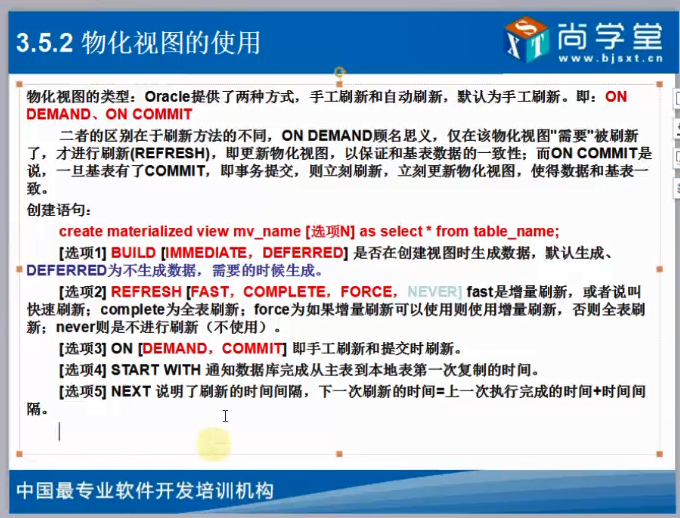 3.5.2 物化视图的使用
尚学堂
www.bjsxt.cn
物化视图的类型：Oracle提供了两种方式，手工刷新和自动刷新，默认为手工刷新。即：ON
DEMAND、ON COMMIT
二者的区别在于刷新方法的不同，ON DEMAND顾名思义，仅在该物化视图"需要"被刷新
了，才进行刷新(REFRESH)，即更新物化视图，以保证和基表数据的一致性；而ON COMMIT是
说，一旦基表有了COMMIT，即事务提交，则立刻刷新，立刻更新物化视图，使得数据和基表一
致。
创建语句：
create materialized view mv_name [选项N] as select * from table_name;
[选项1] BUILD [IMMEDIATE，DEFERRED] 是否在创建视图时生成数据，默认生成、
DEFERRED为不生成数据，需要的时候生成。
[选项2] REFRESH [FAST，COMPLETE，FORCE，NEVER] fast是增量刷新，或者说叫
快速刷新；complete为全表刷新；force为如果增量刷新可以使用则使用增量刷新，否则全表刷
新；never则是不进行刷新（不使用）。
[选项3] ON [DEMAND，COMMIT] 即手工刷新和提交时刷新。
[选项4] START WITH 通知数据库完成从主表到本地表第一次复制的时间。
[选项5] NEXT 说明了刷新的时间间隔，下一次刷新的时间=上一次执行完成的时间+时间间
隔。
中国最专业软件开发培训机构